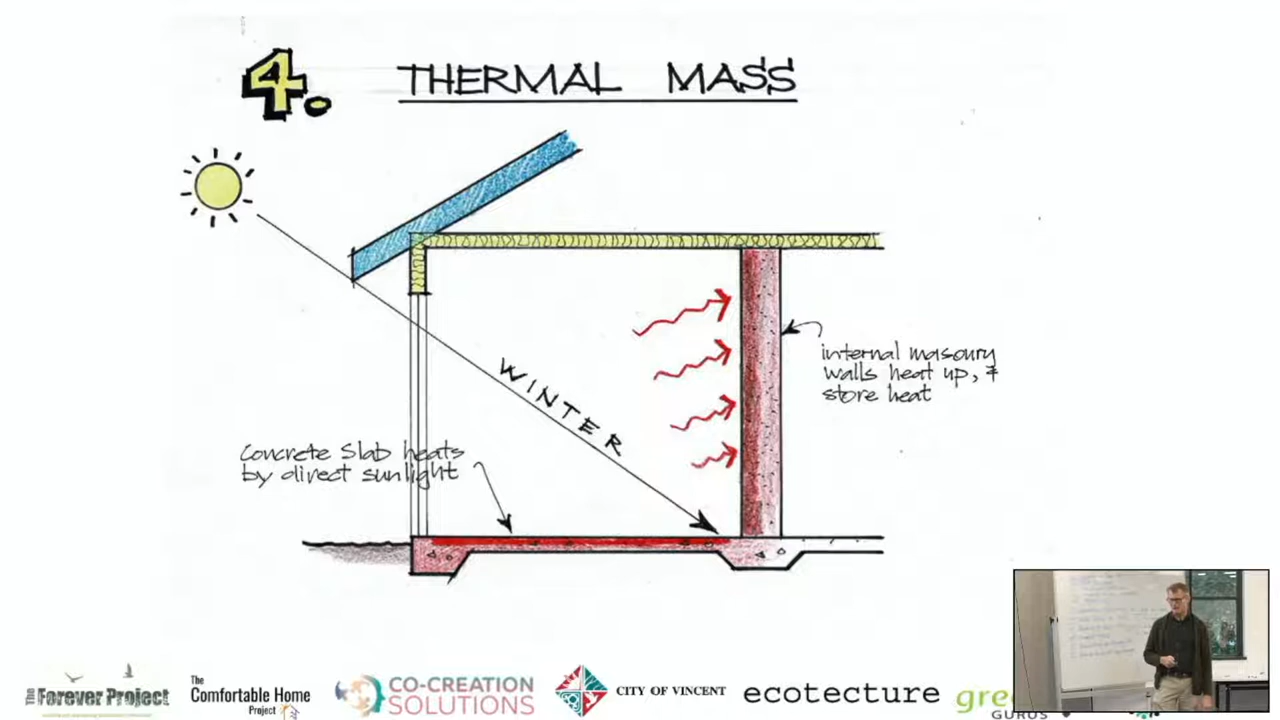 4. THERMAL MASS
WINTER
internal masonry
walls heat up, &
store heat
Concrete Slab heats
by direct sunlight
The Forever Project
The
Comfortable Home
Project
CO-CREATION
SOLUTIONS
CITY OF VINCENT
ecotecture
gre
GURUS